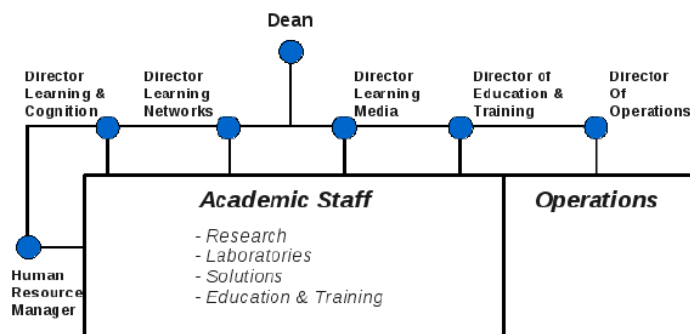 Dean
Director
Learning &
Cognition
Director
Learning
Networks
Director
Learning
Media
Director of
Education &
Training
Director
Of
Operations
Academic Staff
- Research
- Laboratories
- Solutions
- Education & Training
Operations
Human
Resource
Manager